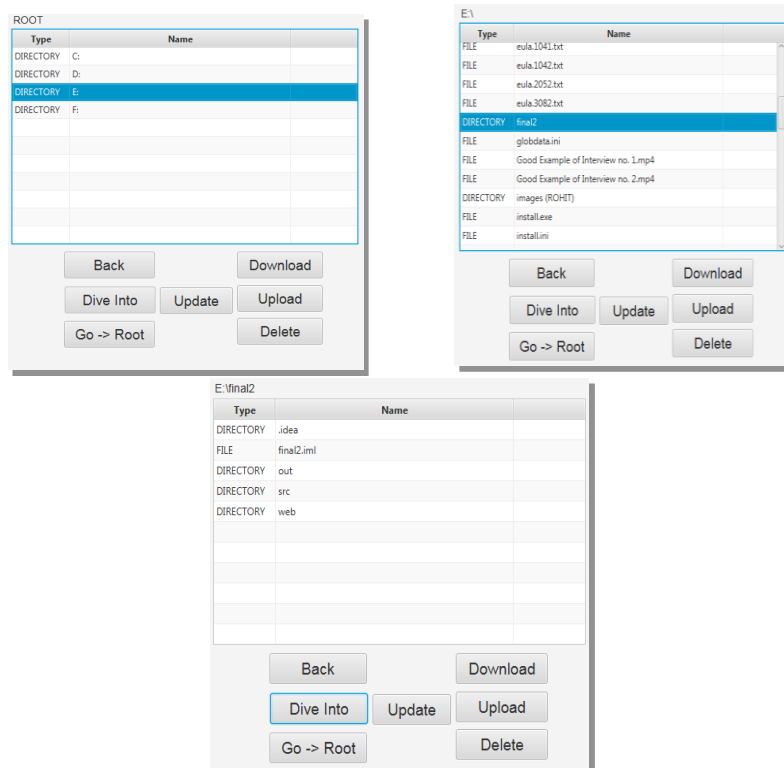 ROOT
Type Name
DIRECTORY C:
DIRECTORY D:
DIRECTORY E:
DIRECTORY F:
Back Download
Dive Into Update Upload
Go -> Root Delete
E:\
Type Name
FILE eula.1041.txt
FILE eula.1042.txt
FILE eula.2052.txt
FILE eula.3082.txt
DIRECTORY final2
FILE globdata.ini
FILE Good Example of Interview no. 1.mp4
FILE Good Example of Interview no. 2.mp4
DIRECTORY images (ROHIT)
FILE install.exe
FILE install.ini
Back Download
Dive Into Update Upload
Go -> Root Delete
E:\final2
Type Name
DIRECTORY .idea
FILE final2.iml
DIRECTORY out
DIRECTORY src
DIRECTORY web
Back Download
Dive Into Update Upload
Go -> Root Delete